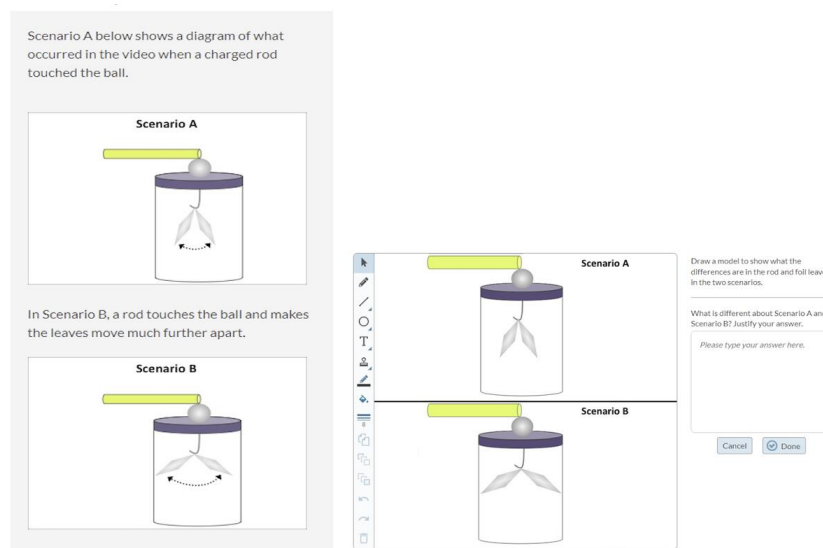 Scenario A below shows a diagram of what
occurred in the video when a charged rod
touched the ball.
Scenario A
In Scenario B, a rod touches the ball and makes
the leaves move much further apart.
Scenario B
T
Scenario A
Scenario B
Draw a model to show what the
differences are in the rod and foil leave
in the two scenarios.
What is different about Scenario A an
Scenario B? Justify your answer.
Please type your answer here.
Cancel
Done